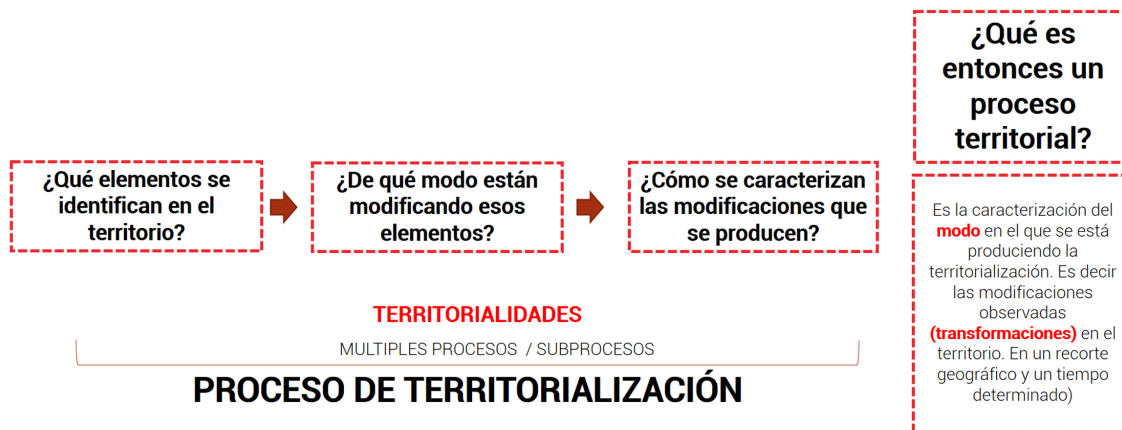 ¿Qué elementos se
identifican en el
territorio?
¿De qué modo están
modificando esos
elementos?
¿Cómo se caracterizan
las modificaciones que
se producen?
TERRITORIALIDADES
MULTIPLES PROCESOS / SUBPROCESOS
PROCESO DE TERRITORIALIZACIÓN
¿Qué es
entonces un
proceso
territorial?
Es la caracterización del
modo en el que se está
produciendo la
territorialización. Es decir
las modificaciones
observadas
(transformaciones) en el
territorio. En un recorte
geográfico y un tiempo
determinado)